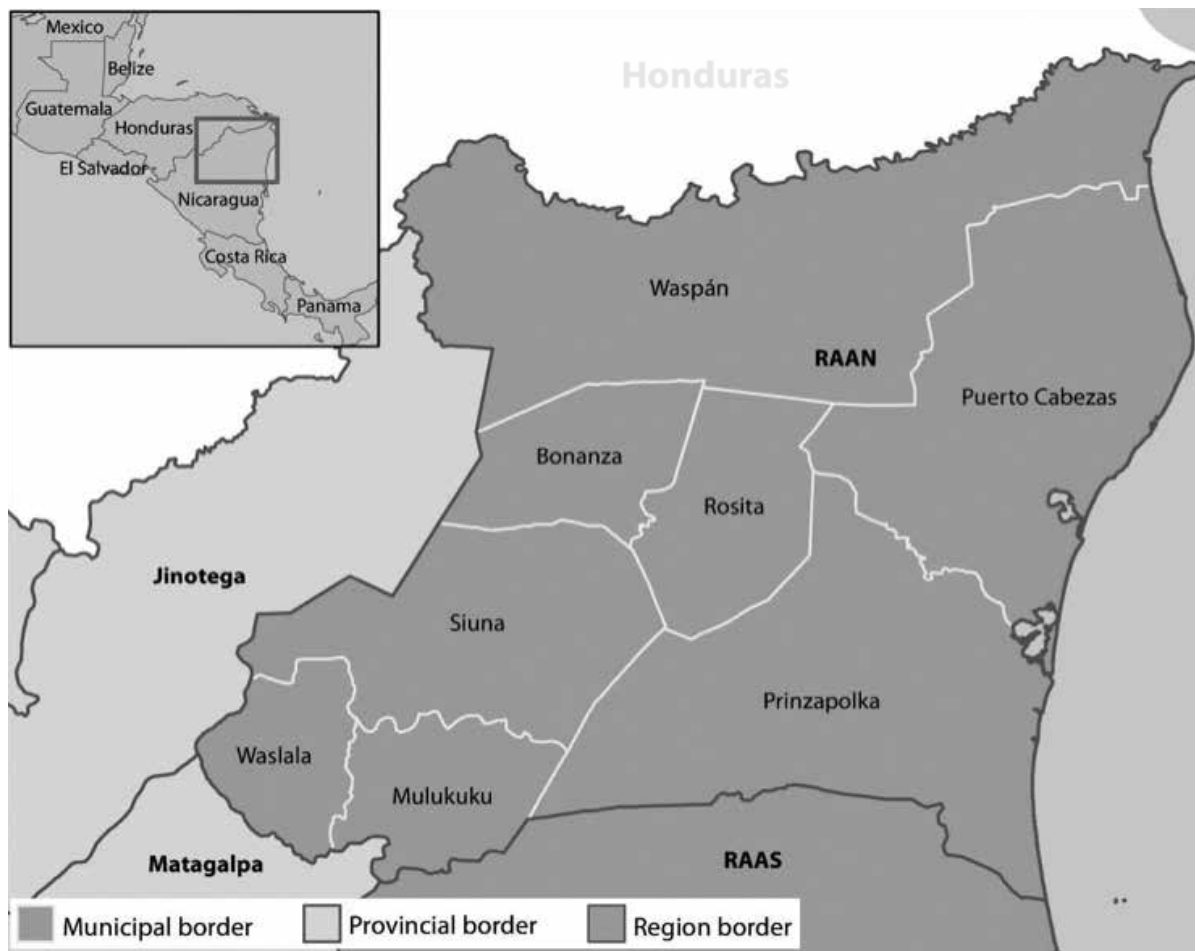 Mexico
Belize
Guatemala
Honduras
El Salvador
Nicaragua
Costa Rica
Panama
Honduras
Waspán
RAAN
Puerto Cabezas
Bonanza
Rosita
Jinotega
Siuna
Prinzapolka
Waslala
Mulukuku
Matagalpa
RAAS
Municipal border
Provincial border
Region border